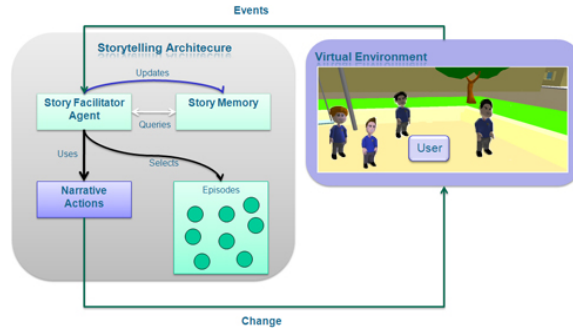 Events
Storytelling Architecure
Virtual Environment
Updates
Story Facilitator
Agent
Story Memory
Queries
User
Uses
Selects
Narrative
Actions
Episodes
Change